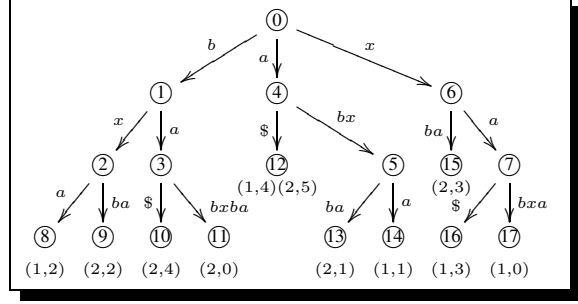 0
b a x
1 4 6
x a $ bx ba a
2 3 12 5 15 7
(1,4)(2,5) (2,3)
a ba $ bxba ba a $ bxa
8 9 10 11 13 14 16 17
(1,2) (2,2) (2,4) (2,0) (2,1) (1,1) (1,3) (1,0)